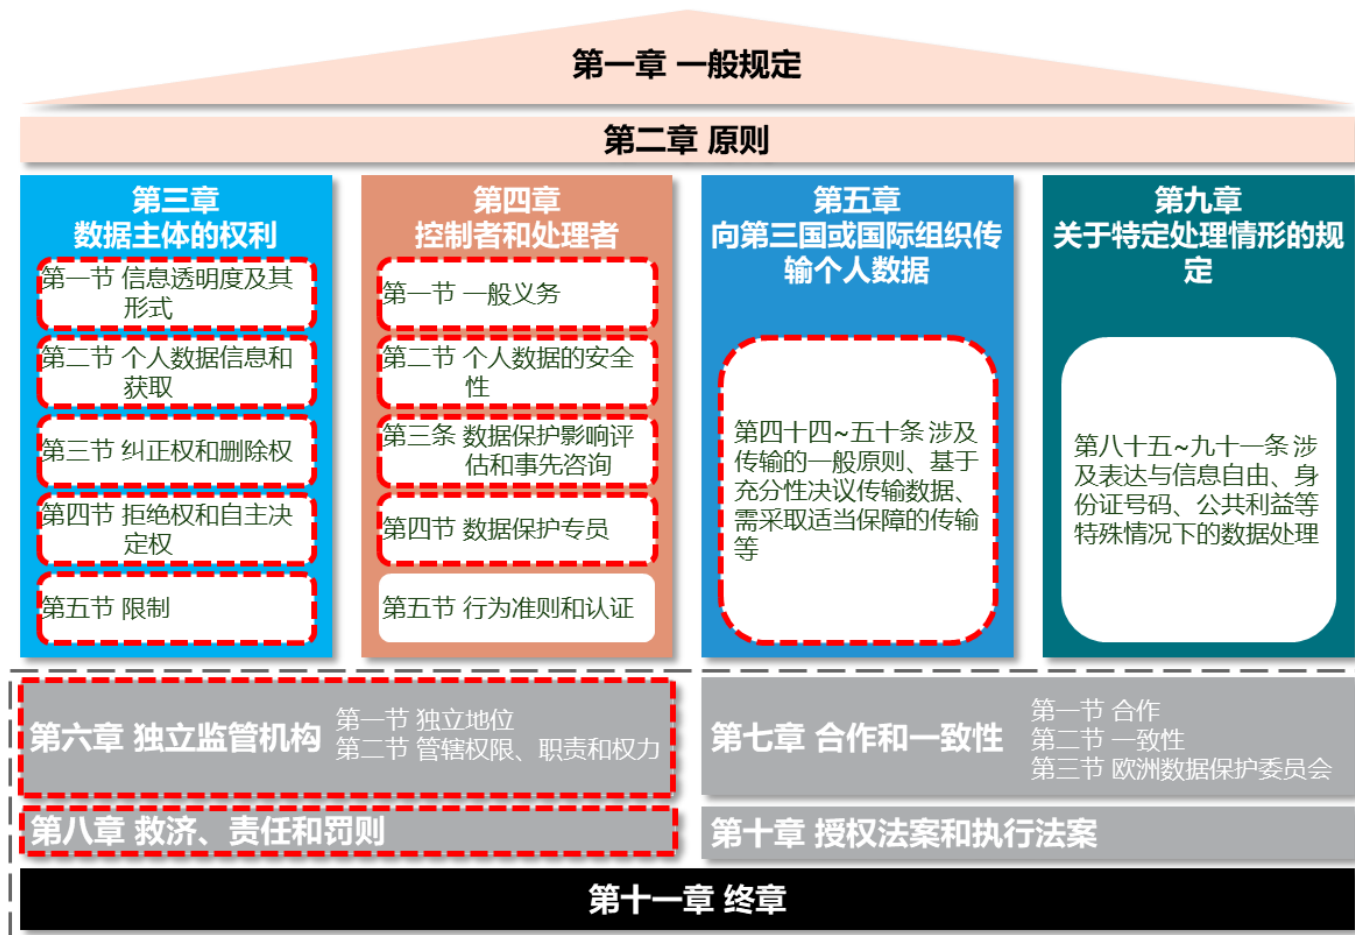 第一章 一般规定
第二章 原则
第三章
数据主体的权利
第一节 信息透明度及其
形式
第二节 个人数据信息和
获取
第三节 纠正权和删除权
第四节 拒绝权和自主决
定权
第五节 限制
第四章
控制者和处理者
第一节 一般义务
第二节 个人数据的安全
性
第三条 数据保护影响评
估和事先咨询
第四节 数据保护专员
第五节 行为准则和认证
第五章
向第三国或国际组织传
输个人数据
第四十四~五十条 涉及
传输的一般原则、基于
充分性决议传输数据、
需采取适当保障的传输
等
第九章
关于特定处理情形的规
定
第八十五~九十一条 涉
及表达与信息自由、身
份证号码、公共利益等
特殊情况下的数据处理
第六章 独立监管机构
第一节 独立地位
第二节 管辖权限、职责和权力
第七章 合作和一致性
第一节 合作
第二节 一致性
第三节 欧洲数据保护委员会
第八章 救济、责任和罚则
第十章 授权法案和执行法案
第十一章 终章